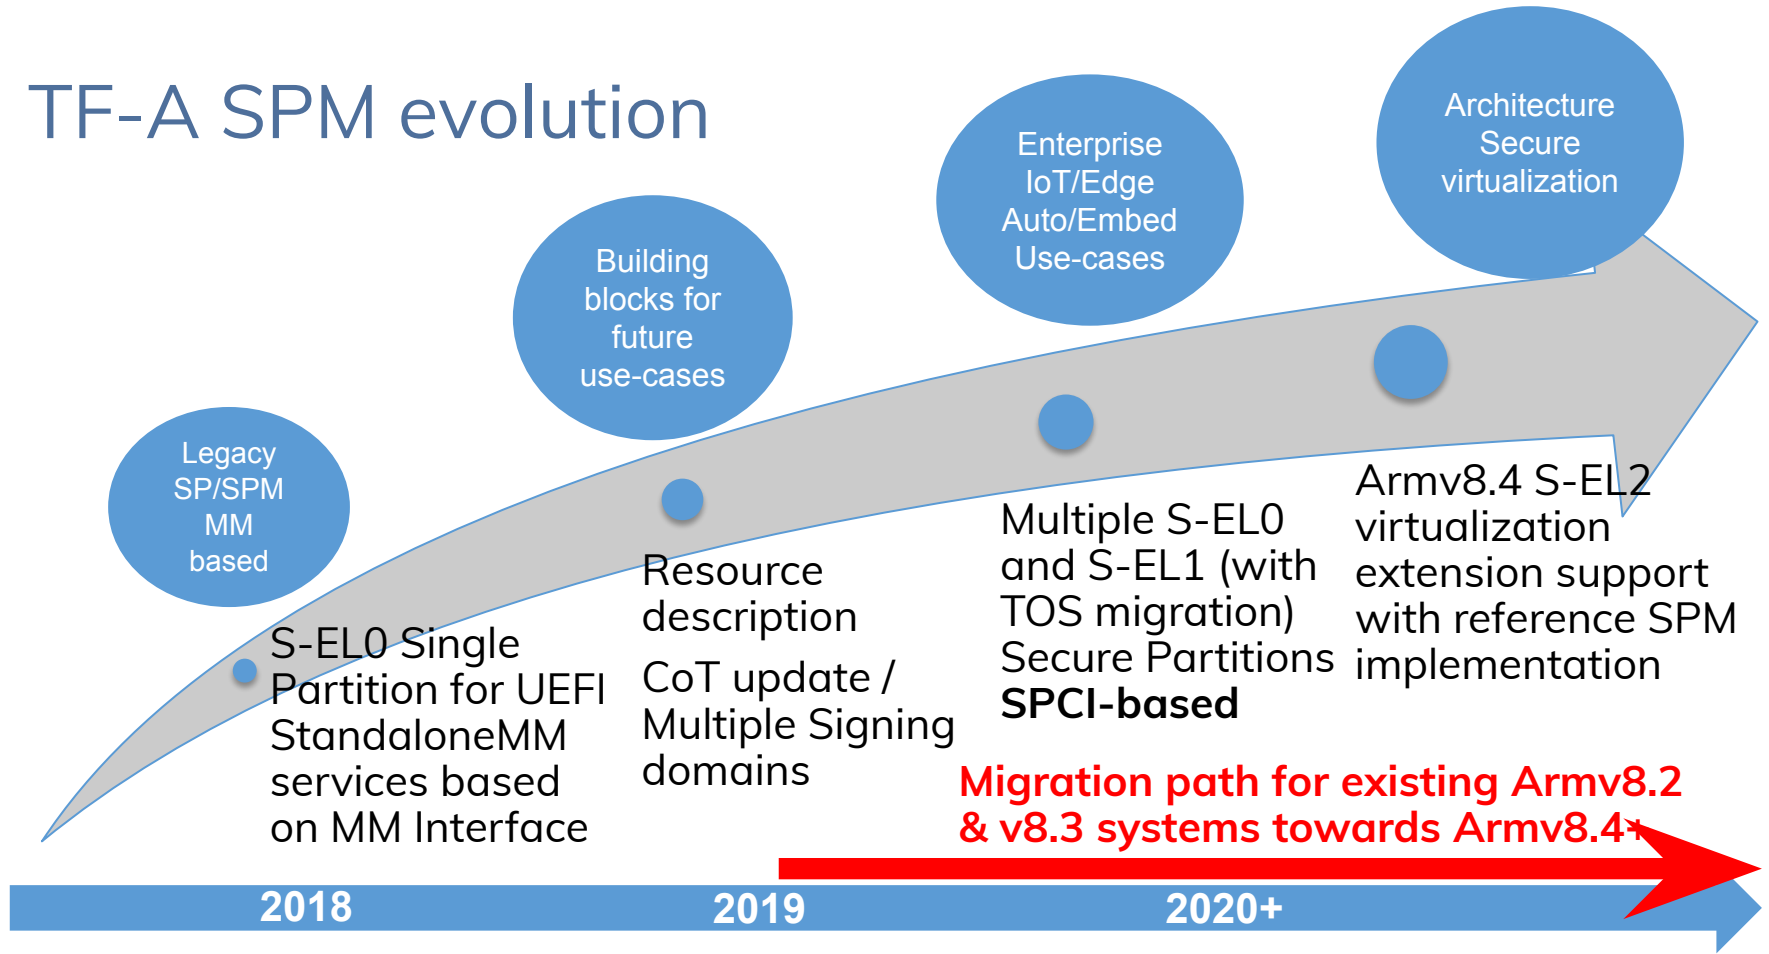 TF-A SPM evolution
Legacy
SP/SPM
MM
based
Building
blocks for
future
use-cases
Enterprise
IoT/Edge
Auto/Embed
Use-cases
Architecture
Secure
virtualization
S-EL0 Single
Partition for UEFI
StandaloneMM
services based
on MM Interface
Resource
description
CoT update /
Multiple Signing
domains
Multiple S-EL0
and S-EL1 (with
TOS migration)
Secure Partitions
SPCI-based
Armv8.4 S-EL2
virtualization
extension support
with reference SPM
implementation
Migration path for existing Armv8.2
& v8.3 systems towards Armv8.4+
2018
2019
2020+